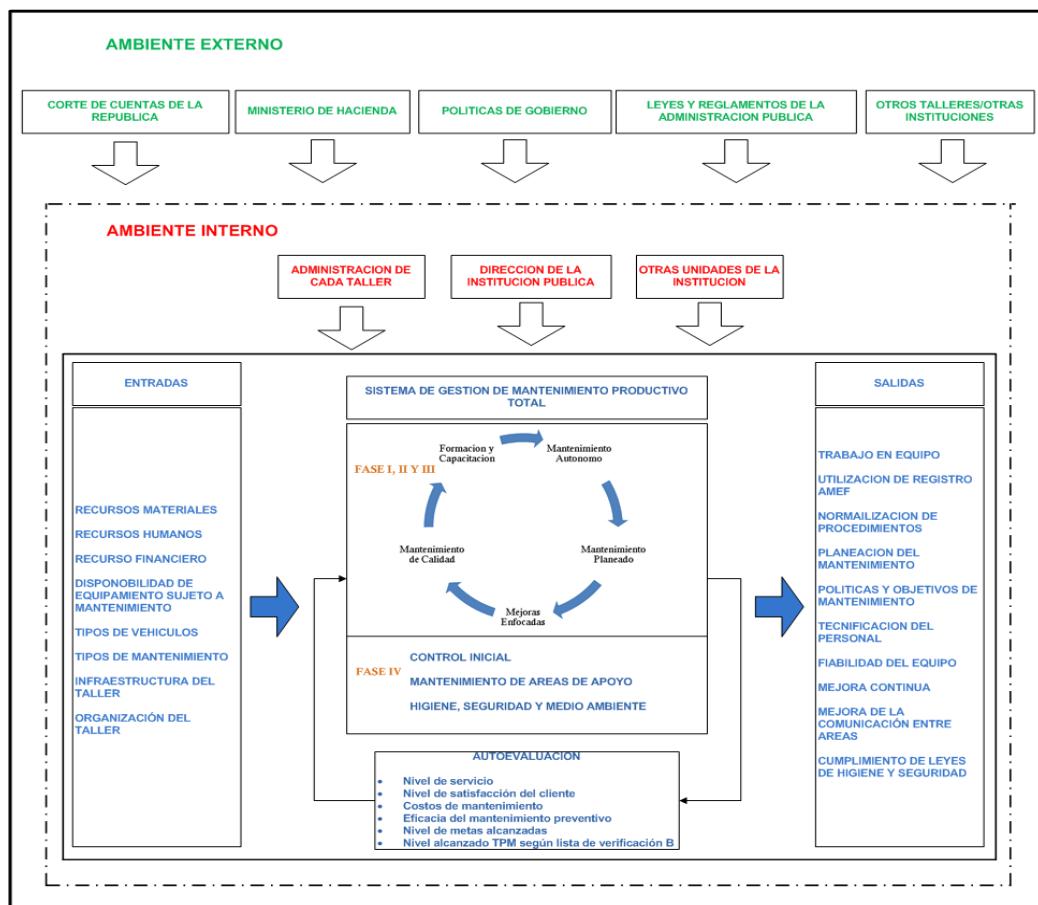 AMBIENTE EXTERNO
CORTE DE CUENTAS DE LA
REPUBLICA
MINISTERIO DE HACIENDA
POLITICAS DE GOBIERNO
LEYES Y REGLAMENTOS DE LA
ADMINISTRACION PUBLICA
OTROS TALLERES/OTRAS
INSTITUCIONES
AMBIENTE INTERNO
ADMINISTRACION DE
CADA TALLER
DIRECCION DE LA
INSTITUCION PUBLICA
OTRAS UNIDADES DE LA
INSTITUCION
ENTRADAS
RECURSOS MATERIALES
RECURSOS HUMANOS
RECURSO FINANCIERO
DISPONOBILIDAD DE
EQUIPAMIENTO SUJETO A
MANTENIMIENTO
TIPOS DE VEHICULOS
TIPOS DE MANTENIMIENTO
INFRAESTRUCTURA DEL
TALLER
ORGANIZACIÓN DEL
TALLER
SISTEMA DE GESTION DE MANTENIMIENTO PRODUCTIVO
TOTAL
FASE I, II Y III
Formacion y
Capacitacion
Mantenimiento
Autonomo
Mantenimiento
Planeado
Mejoras
Enfocadas
Mantenimiento
de Calidad
FASE IV
CONTROL INICIAL
MANTENIMIENTO DE AREAS DE APOYO
HIGIENE, SEGURIDAD Y MEDIO AMBIENTE
AUTOEVALUACION
• Nivel de servicio
• Nivel de satisfacción del cliente
• Costos de mantenimiento
• Eficacia del mantenimiento preventivo
• Nivel de metas alcanzadas
• Nivel alcanzado TPM según lista de verificación B
SALIDAS
TRABAJO EN EQUIPO
UTILIZACION DE REGISTRO
AMEF
NORMAILIZACION DE
PROCEDIMIENTOS
PLANEACION DEL
MANTENIMIENTO
POLITICAS Y OBJETIVOS DE
MANTENIMIENTO
TECNIFICACION DEL
PERSONAL
FIABILIDAD DEL EQUIPO
MEJORA CONTINUA
MEJORA DE LA
COMUNICACIÓN ENTRE
AREAS
CUMPLIMIENTO DE LEYES
DE HIGIENE Y SEGURIDAD